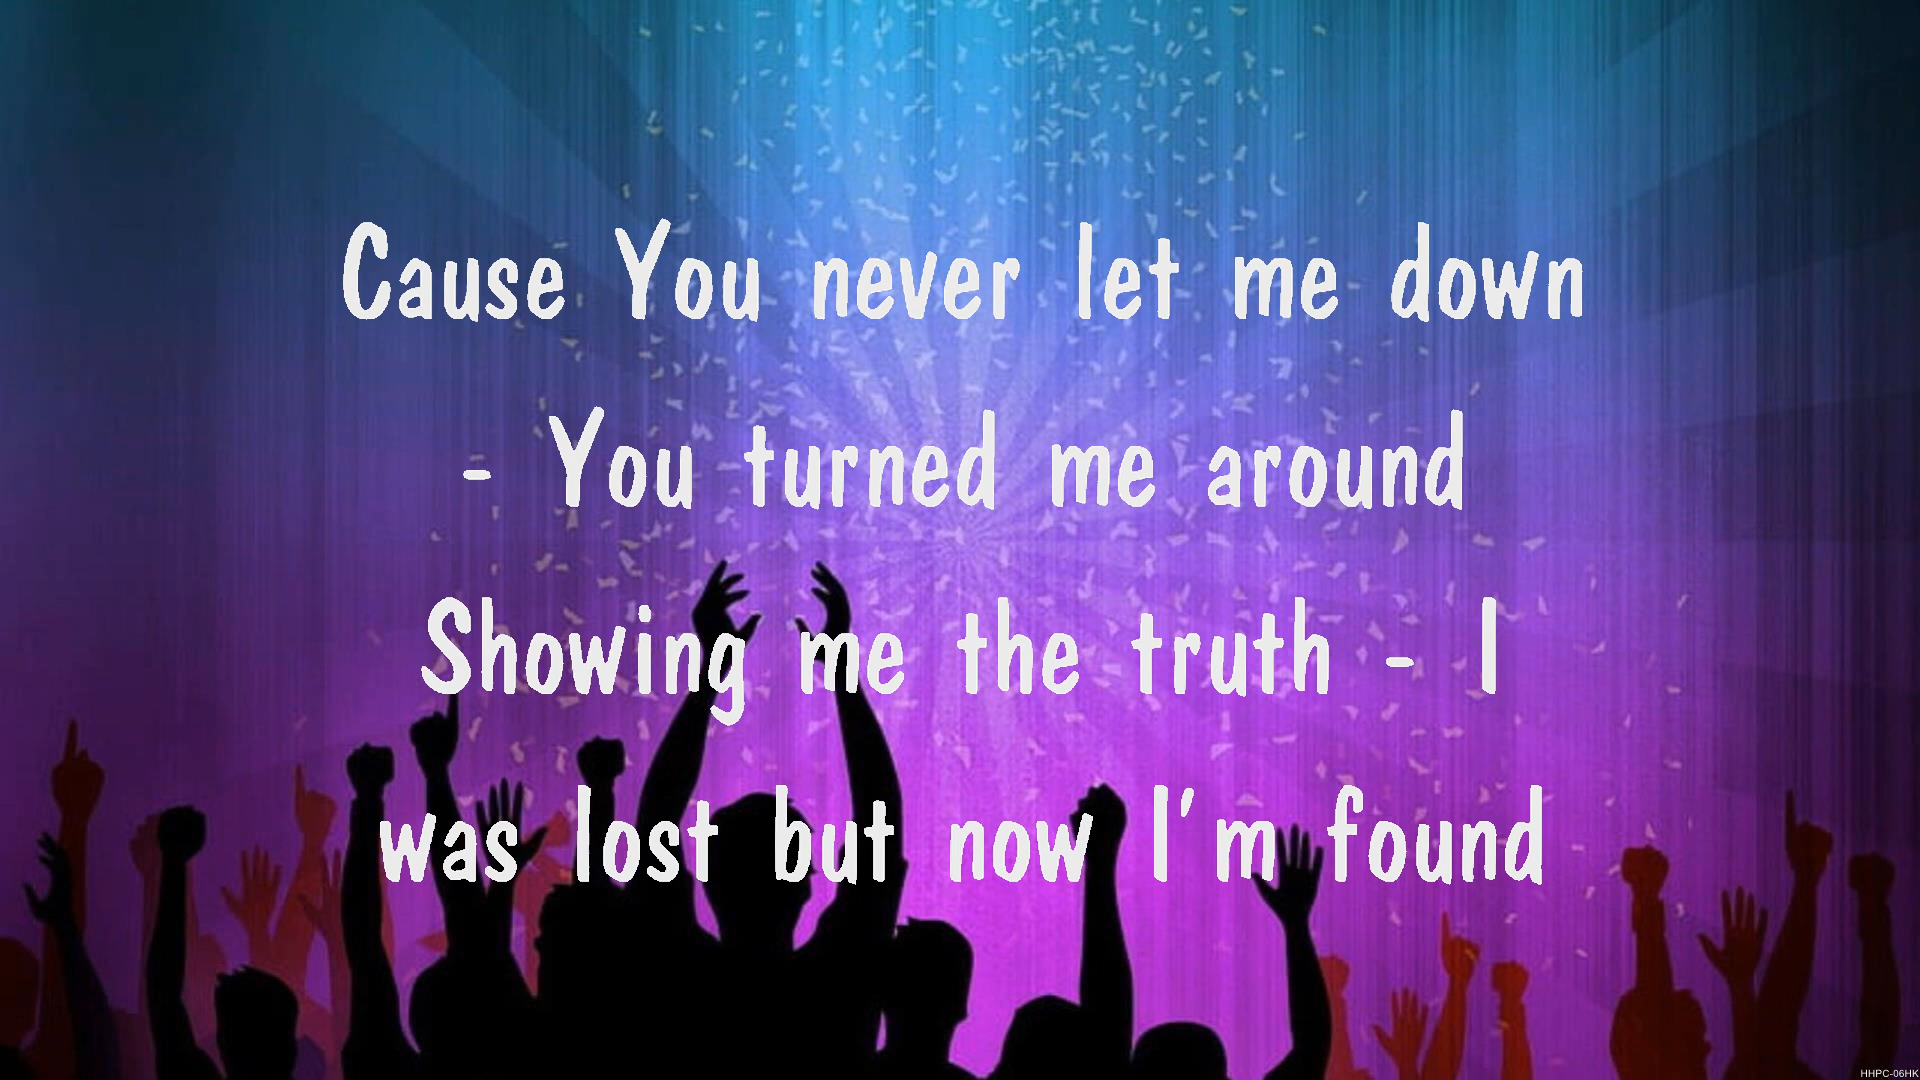 Cause You never let me down
- You turned me around
Showing me the truth - I
was lost but now I'm found
HHPC-06HK